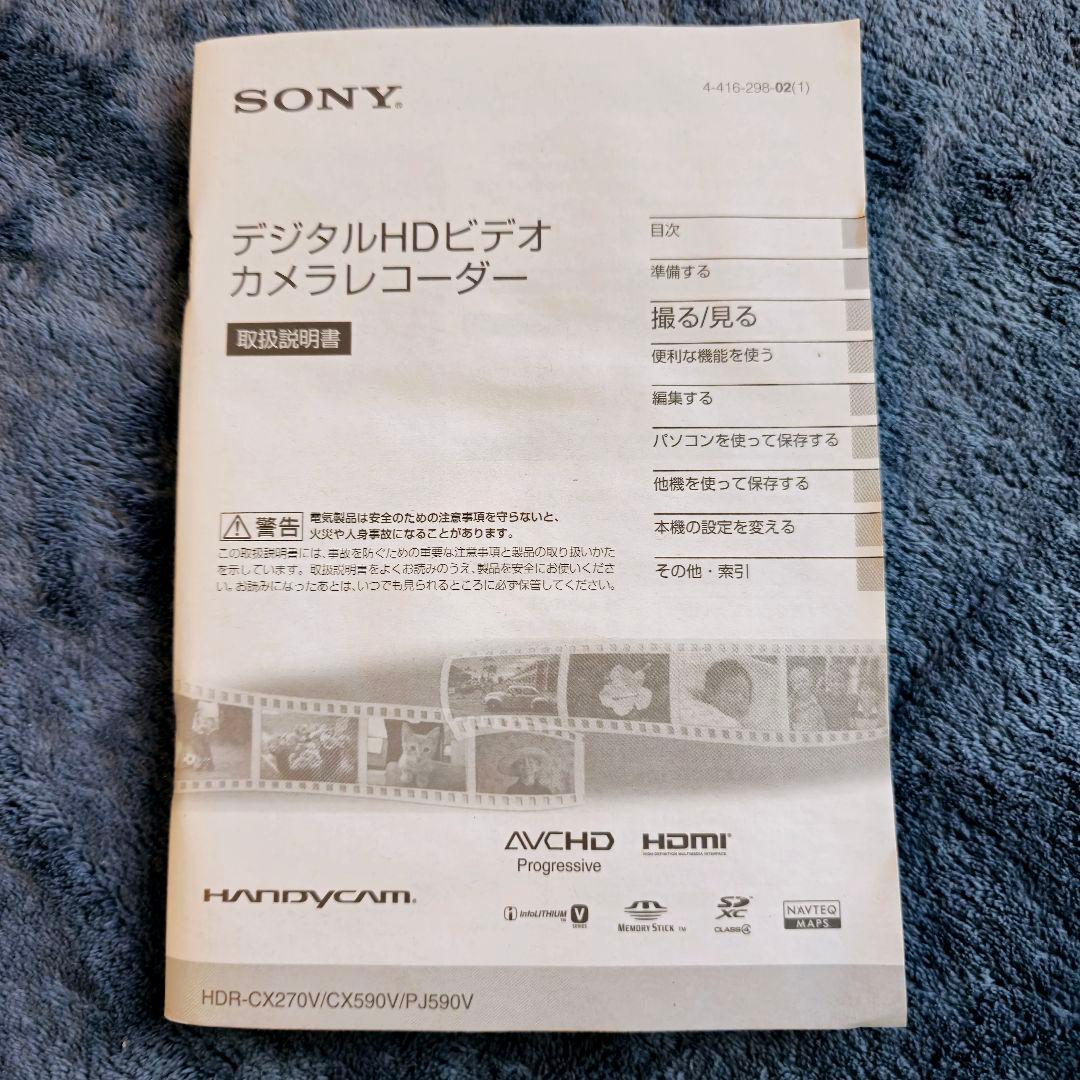 SONY®
4-416-298-02(1)
デジタルHDビデオ
カメラレコーダー
取扱説明書
目次
準備する
撮る/見る
便利な機能を使う
編集する
パソコンを使って保存する
他機を使って保存する
本機の設定を変える
その他・索引
警告
電気製品は安全のための注意事項を守らないと、
火災や人身事故になることがあります。
この取扱説明書には、事故を防ぐための重要な注意事項と製品の取り扱いかた
を示しています。取扱説明書をよくお読みのうえ、製品を安全にお使いくださ
い。お読みになったあとは、いつでも見られるところに必ず保管してください。
AVCHD
Progressive
HDMI®
HIGH-DEFINITION MULTIMEDIA INTERFACE
HANDYCAM®
InfoLITHIUM™ V
SERIES
MEMORY STICK™
SD
XC
CLASS4
NAVTEQ
MAPS
HDR-CX270V/CX590V/PJ590V